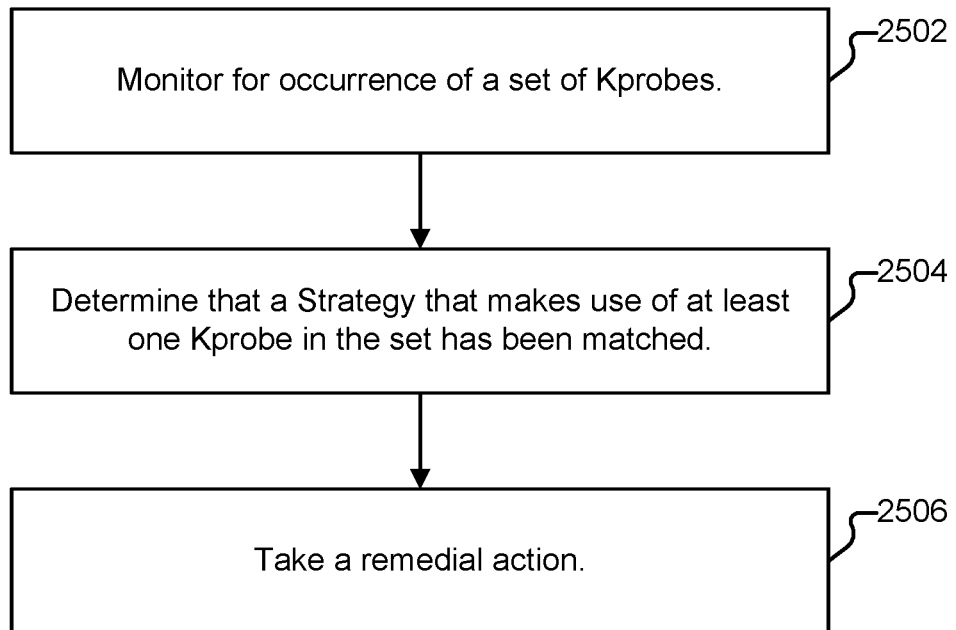 2502
Monitor for occurrence of a set of Kprobes.
2504
Determine that a Strategy that makes use of at least
one Kprobe in the set has been matched.
2506
Take a remedial action.